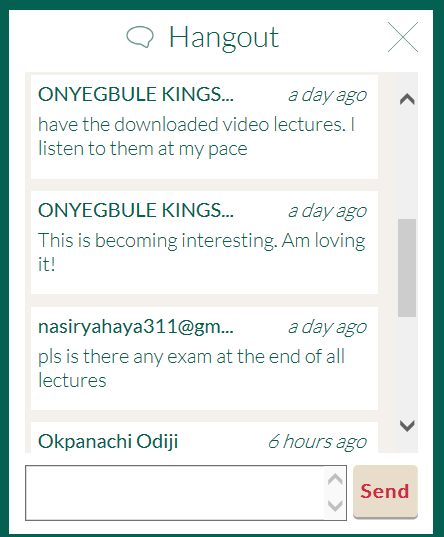 Hangout
ONYEGBULE KINGS... a day ago
have the downloaded video lectures. I
listen to them at my pace
ONYEGBULE KINGS... a day ago
This is becoming interesting. Am loving
it!
nasiryahaya311@gm... a day ago
pls is there any exam at the end of all
lectures
Okpanachi Odiji 6 hours ago
Send